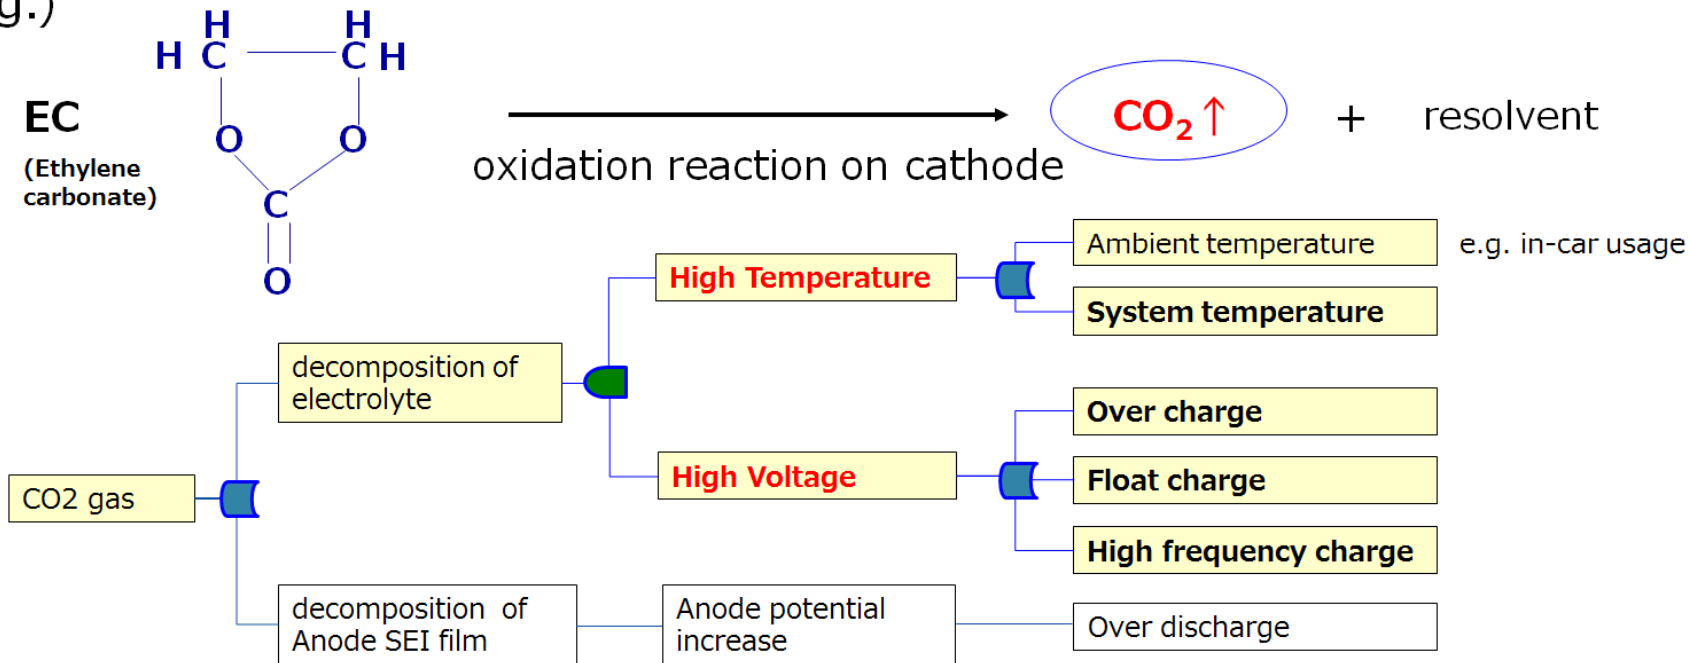 g.)
H H
H C C H
EC
(Ethylene
carbonate)
O O
C
O
oxidation reaction on cathode
CO₂↑ + resolvent
High Temperature
Ambient temperature
e.g. in-car usage
System temperature
decomposition of
electrolyte
High Voltage
Over charge
Float charge
High frequency charge
CO2 gas
decomposition of
Anode SEI film
Anode potential
increase
Over discharge